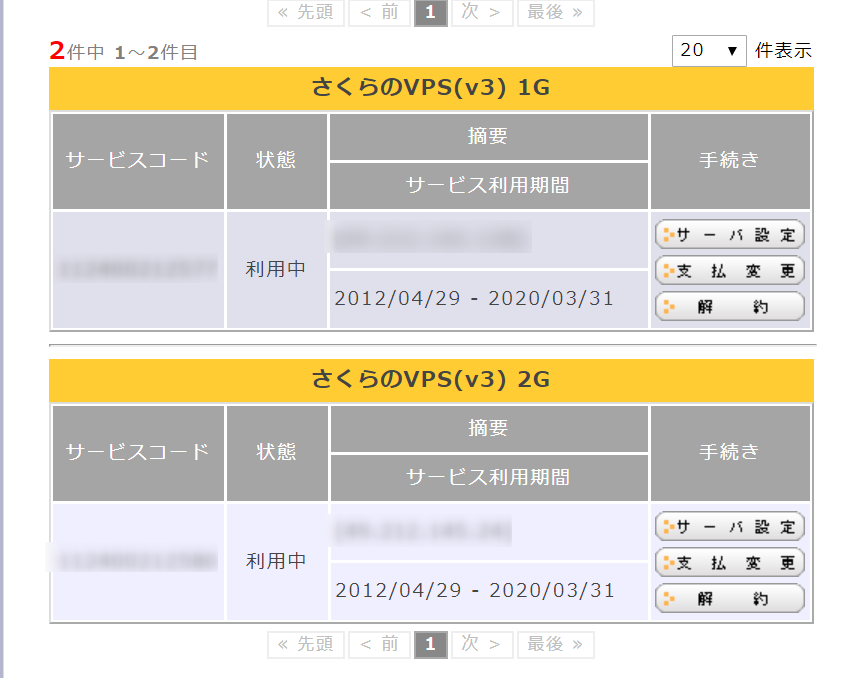 « 先頭 < 前 1 次 > 最後 »
2件中 1～2件目 20 ▼ 件表示
さくらのVPS(v3) 1G
サービスコード 状態 摘要 手続き
サービス利用期間
利用中 サーバ設定
2012/04/29 - 2020/03/31 支払変更
解約
さくらのVPS(v3) 2G
サービスコード 状態 摘要 手続き
サービス利用期間
利用中 サーバ設定
2012/04/29 - 2020/03/31 支払変更
解約
« 先頭 < 前 1 次 > 最後 »